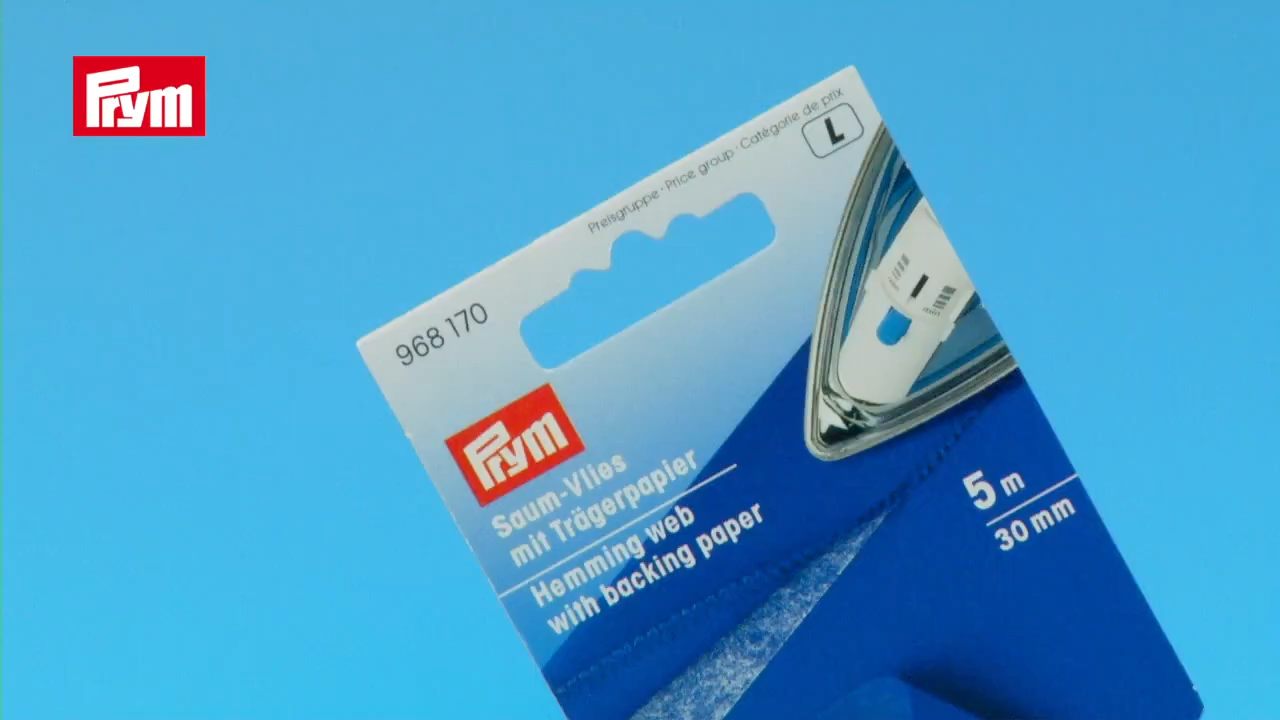 Prym
Preisgruppe · Price group · Catégorie de prix
L
968 170
Prym
Saum-Vlies
mit Trägerpapier
Hemming web
with backing paper
5 m
30 mm